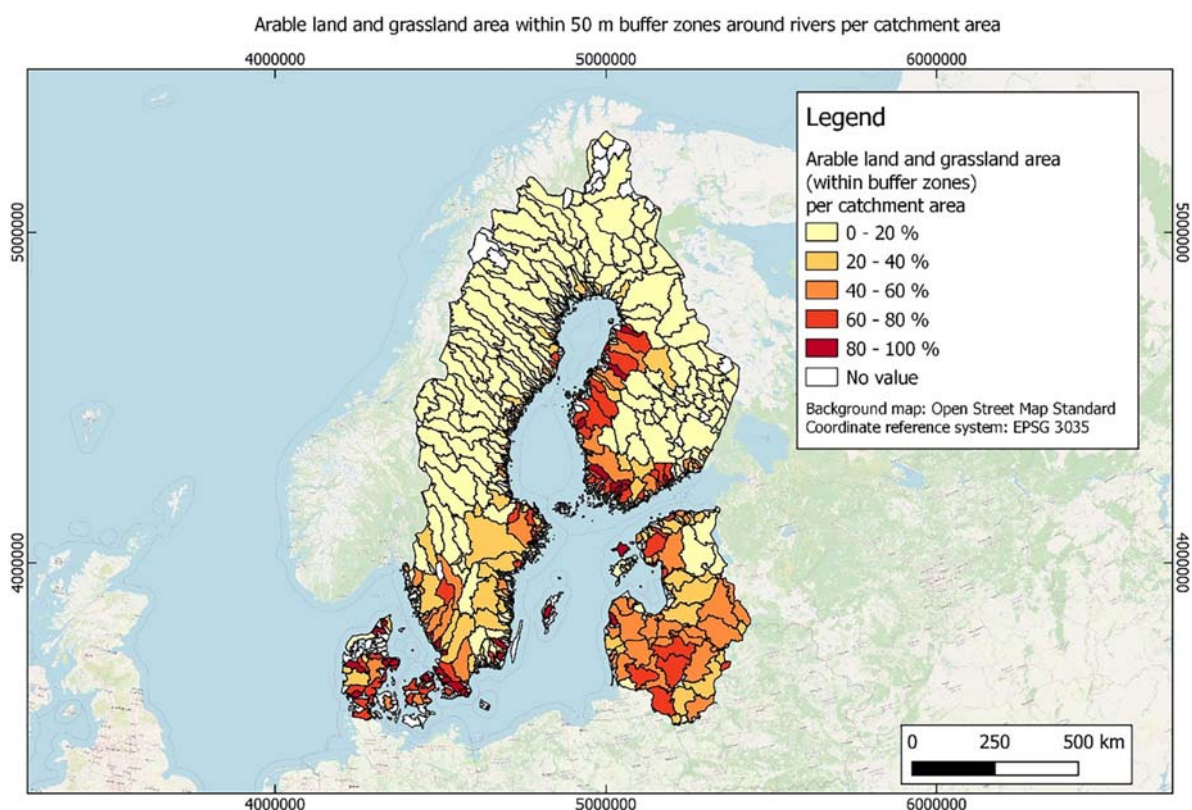 Arable land and grassland area within 50 m buffer zones around rivers per catchment area
4000000 5000000 6000000
Legend
Arable land and grassland area
(within buffer zones)
per catchment area
0 - 20 %
20 - 40 %
40 - 60 %
60 - 80 %
80 - 100 %
No value
Background map: Open Street Map Standard
Coordinate reference system: EPSG 3035
5000000 5000000
4000000 4000000
0 250 500 km
4000000 5000000 6000000